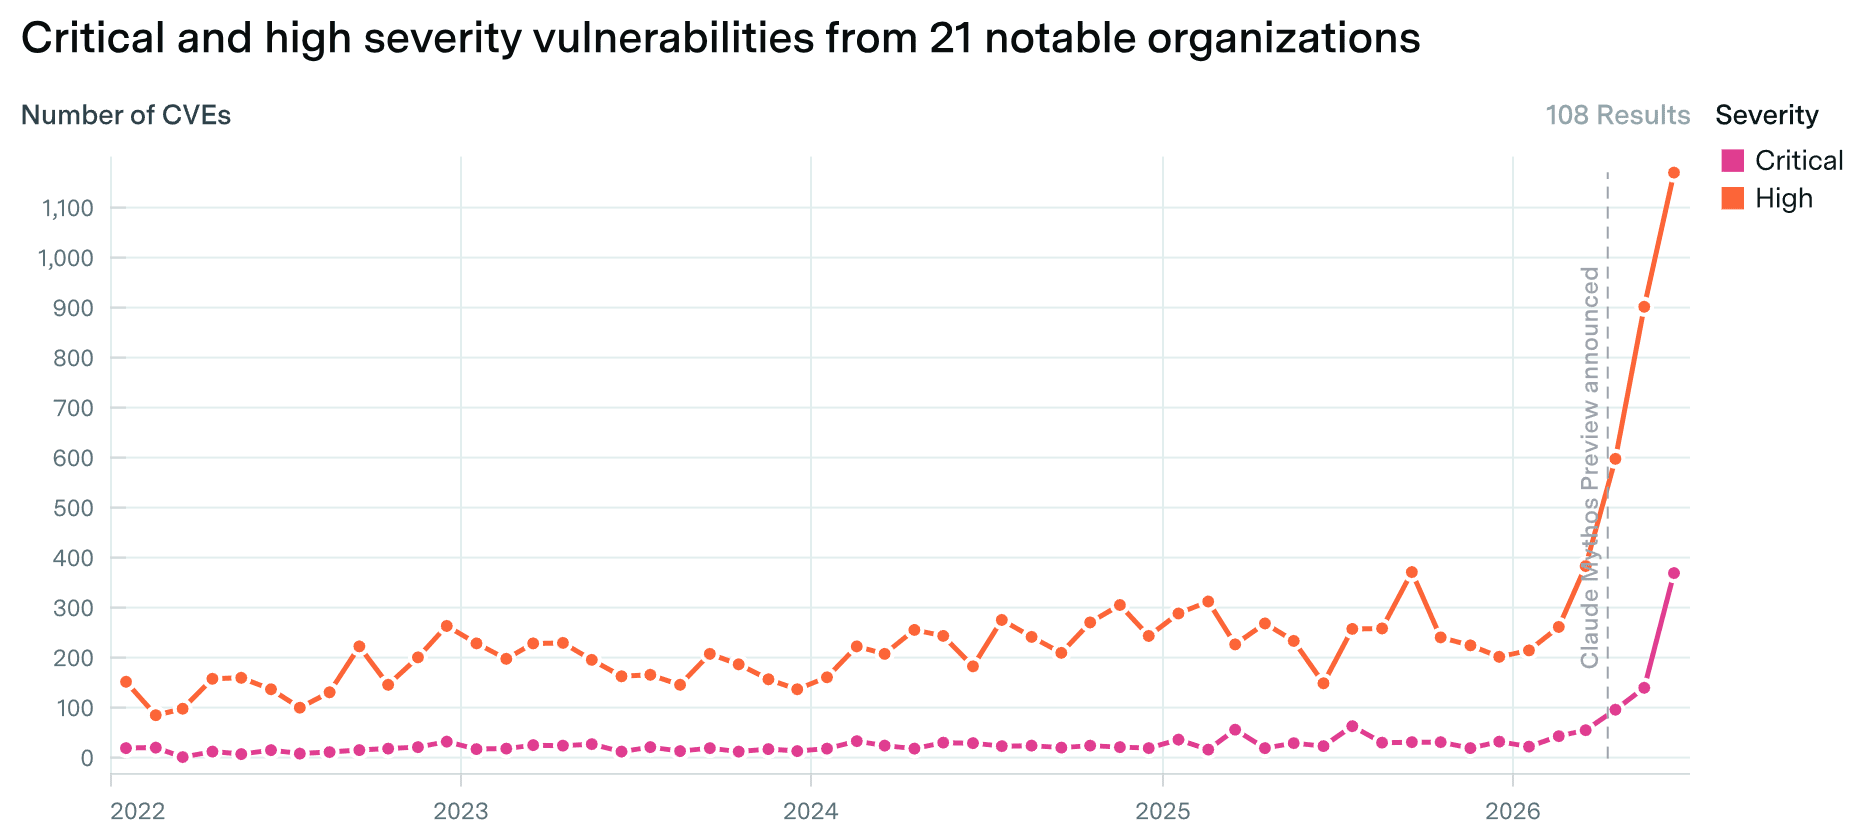 Critical and high severity vulnerabilities from 21 notable organizations
Number of CVEs
108 Results
Severity
Critical
High
1,100
1,000
900
800
700
600
500
400
300
200
100
0
Claude Mythos Preview announced
2022
2023
2024
2025
2026